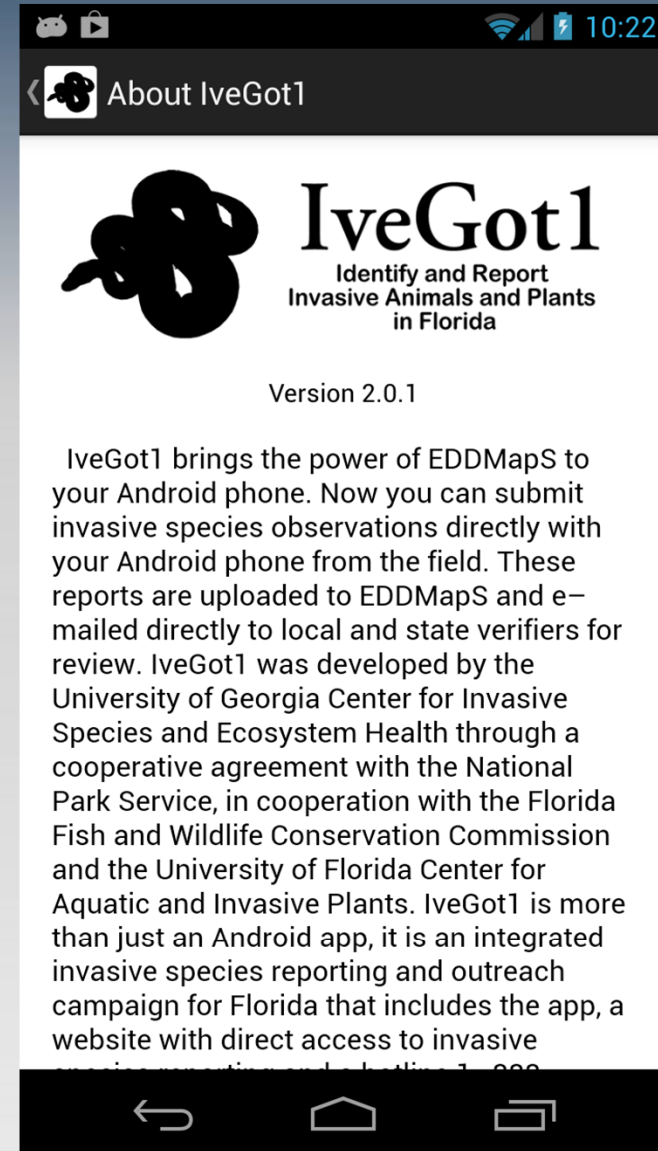 10:22
About IveGot1
IveGot1
Identify and Report
Invasive Animals and Plants
in Florida
Version 2.0.1
IveGot1 brings the power of EDDMapS to
your Android phone. Now you can submit
invasive species observations directly with
your Android phone from the field. These
reports are uploaded to EDDMapS and e–
mailed directly to local and state verifiers for
review. IveGot1 was developed by the
University of Georgia Center for Invasive
Species and Ecosystem Health through a
cooperative agreement with the National
Park Service, in cooperation with the Florida
Fish and Wildlife Conservation Commission
and the University of Florida Center for
Aquatic and Invasive Plants. IveGot1 is more
than just an Android app, it is an integrated
invasive species reporting and outreach
campaign for Florida that includes the app, a
website with direct access to invasive